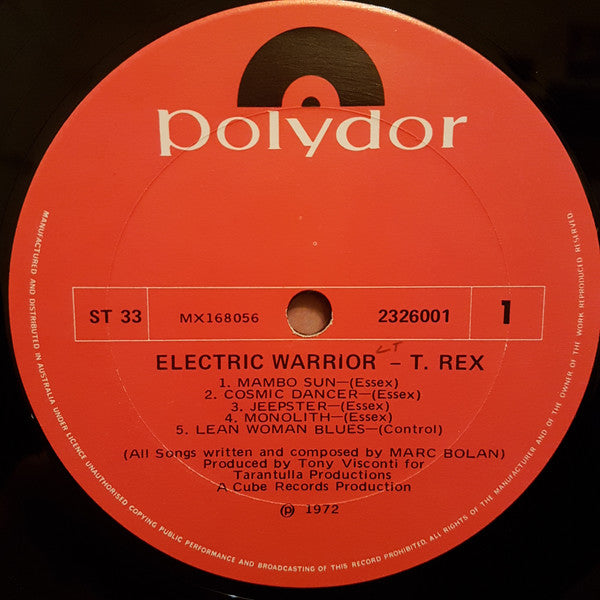 polydor
ST 33 MX168056 2326001 1
ELECTRIC WARRIOR – T. REX
1. MAMBO SUN—(Essex)
2. COSMIC DANCER—(Essex)
3. JEEPSTER—(Essex)
4. MONOLITH—(Essex)
5. LEAN WOMAN BLUES—(Control)
(All Songs written and composed by MARC BOLAN)
Produced by Tony Visconti for
Tarantulla Productions
A Cube Records Production
℗ 1972
MANUFACTURED AND DISTRIBUTED IN AUSTRALIA UNDER LICENCE UNAUTHORISED COPYING PUBLIC PERFORMANCE AND BROADCASTING OF THIS RECORD PROHIBITED. ALL RIGHTS OF THE MANUFACTURER AND OF THE OWNER OF THE WORK REPRODUCED RESERVED